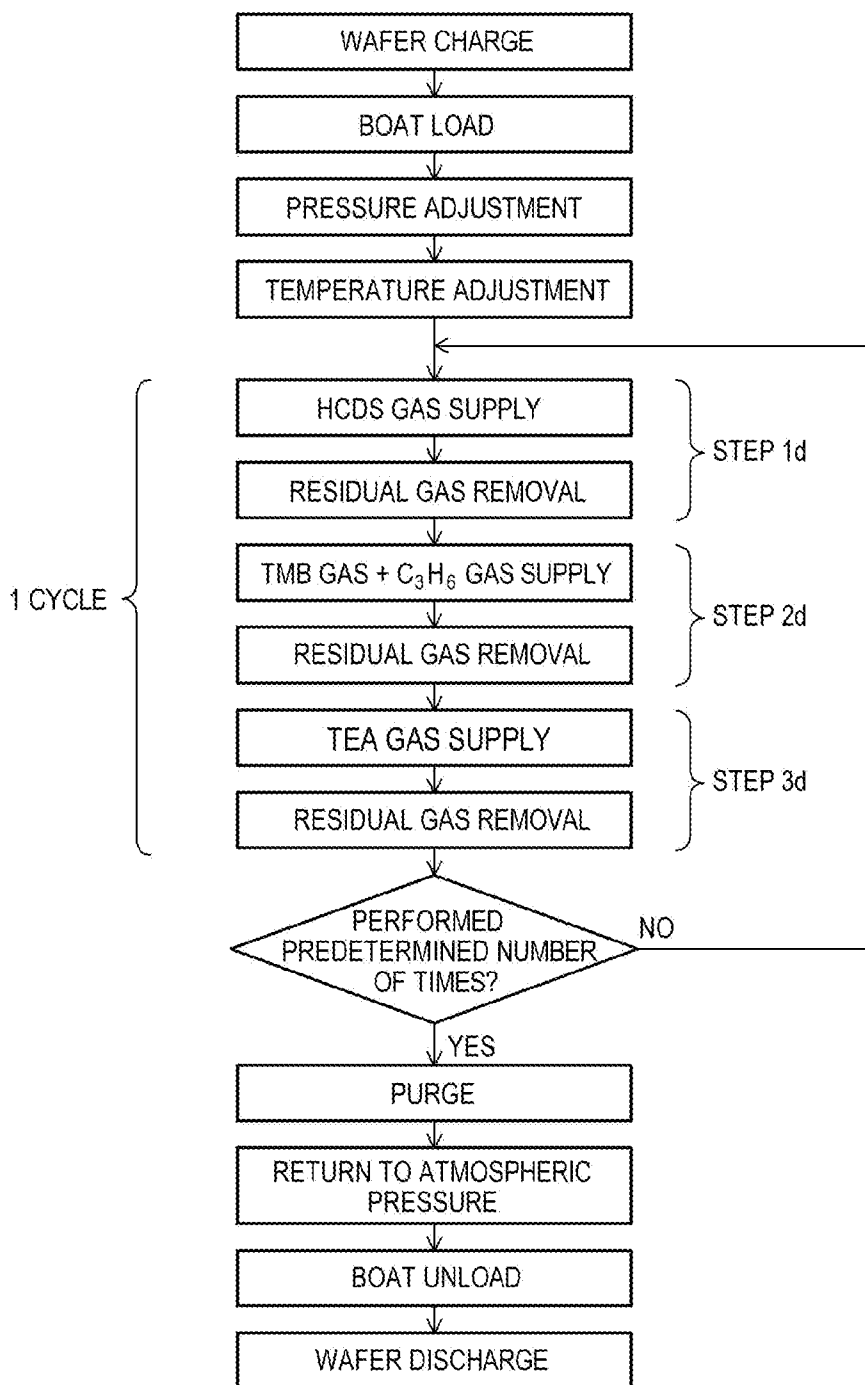 WAFER CHARGE
BOAT LOAD
PRESSURE ADJUSTMENT
TEMPERATURE ADJUSTMENT
HCDS GAS SUPPLY
STEP 1d
RESIDUAL GAS REMOVAL
TMB GAS + C₃H₆ GAS SUPPLY
1 CYCLE
STEP 2d
RESIDUAL GAS REMOVAL
TEA GAS SUPPLY
STEP 3d
RESIDUAL GAS REMOVAL
PERFORMED
PREDETERMINED NUMBER
OF TIMES?
NO
YES
PURGE
RETURN TO ATMOSPHERIC
PRESSURE
BOAT UNLOAD
WAFER DISCHARGE